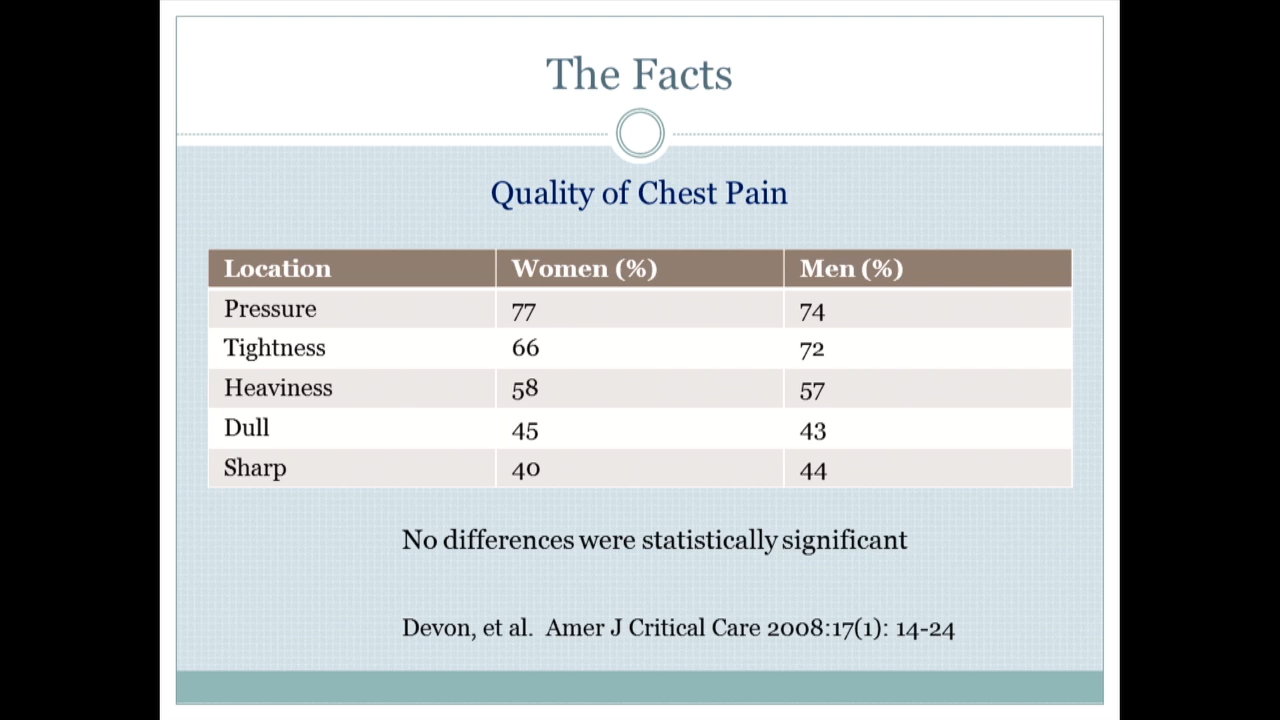 The Facts
Quality of Chest Pain
Location Women (%) Men (%)
Pressure 77 74
Tightness 66 72
Heaviness 58 57
Dull 45 43
Sharp 40 44
No differences were statistically significant
Devon, et al. Amer J Critical Care 2008:17(1): 14-24